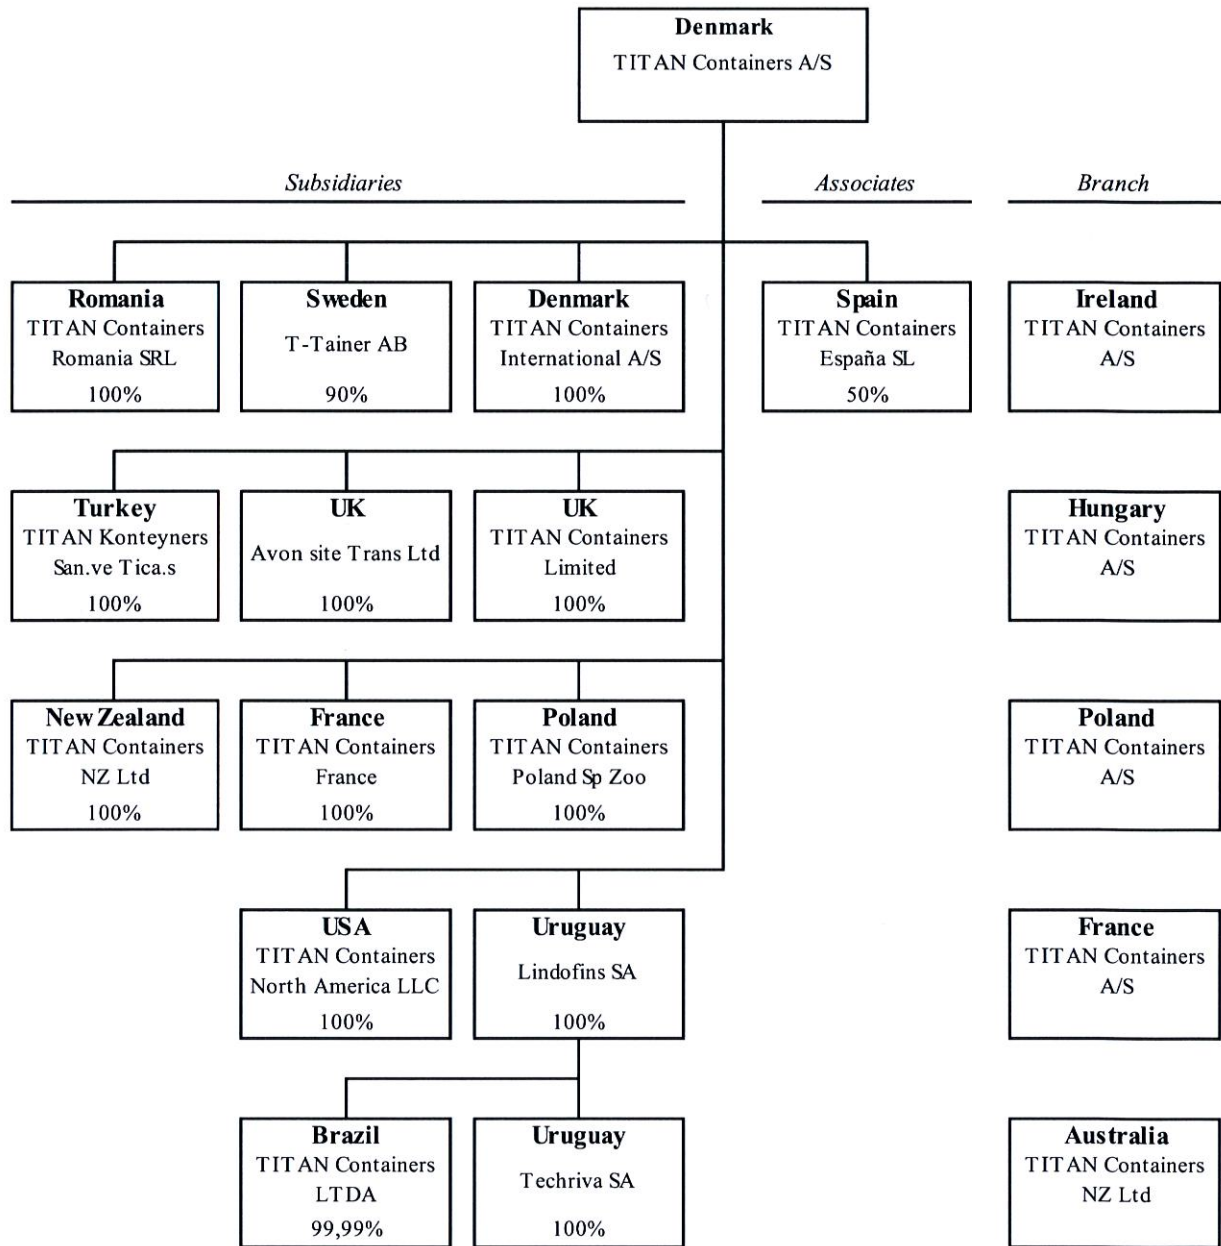 Denmark
TITAN Containers A/S
Subsidiaries
Associates
Branch
Romania
TITAN Containers
Romania SRL
100%
Sweden
T-Tainer AB
90%
Denmark
TITAN Containers
International A/S
100%
Spain
TITAN Containers
España SL
50%
Ireland
TITAN Containers
A/S
Turkey
TITAN Konteyners
San.ve Tica.s
100%
UK
Avon site Trans Ltd
100%
UK
TITAN Containers
Limited
100%
Hungary
TITAN Containers
A/S
New Zealand
TITAN Containers
NZ Ltd
100%
France
TITAN Containers
France
100%
Poland
TITAN Containers
Poland Sp Zoo
100%
Poland
TITAN Containers
A/S
USA
TITAN Containers
North America LLC
100%
Uruguay
Lindofins SA
100%
France
TITAN Containers
A/S
Brazil
TITAN Containers
LTDA
99,99%
Uruguay
Techriva SA
100%
Australia
TITAN Containers
NZ Ltd